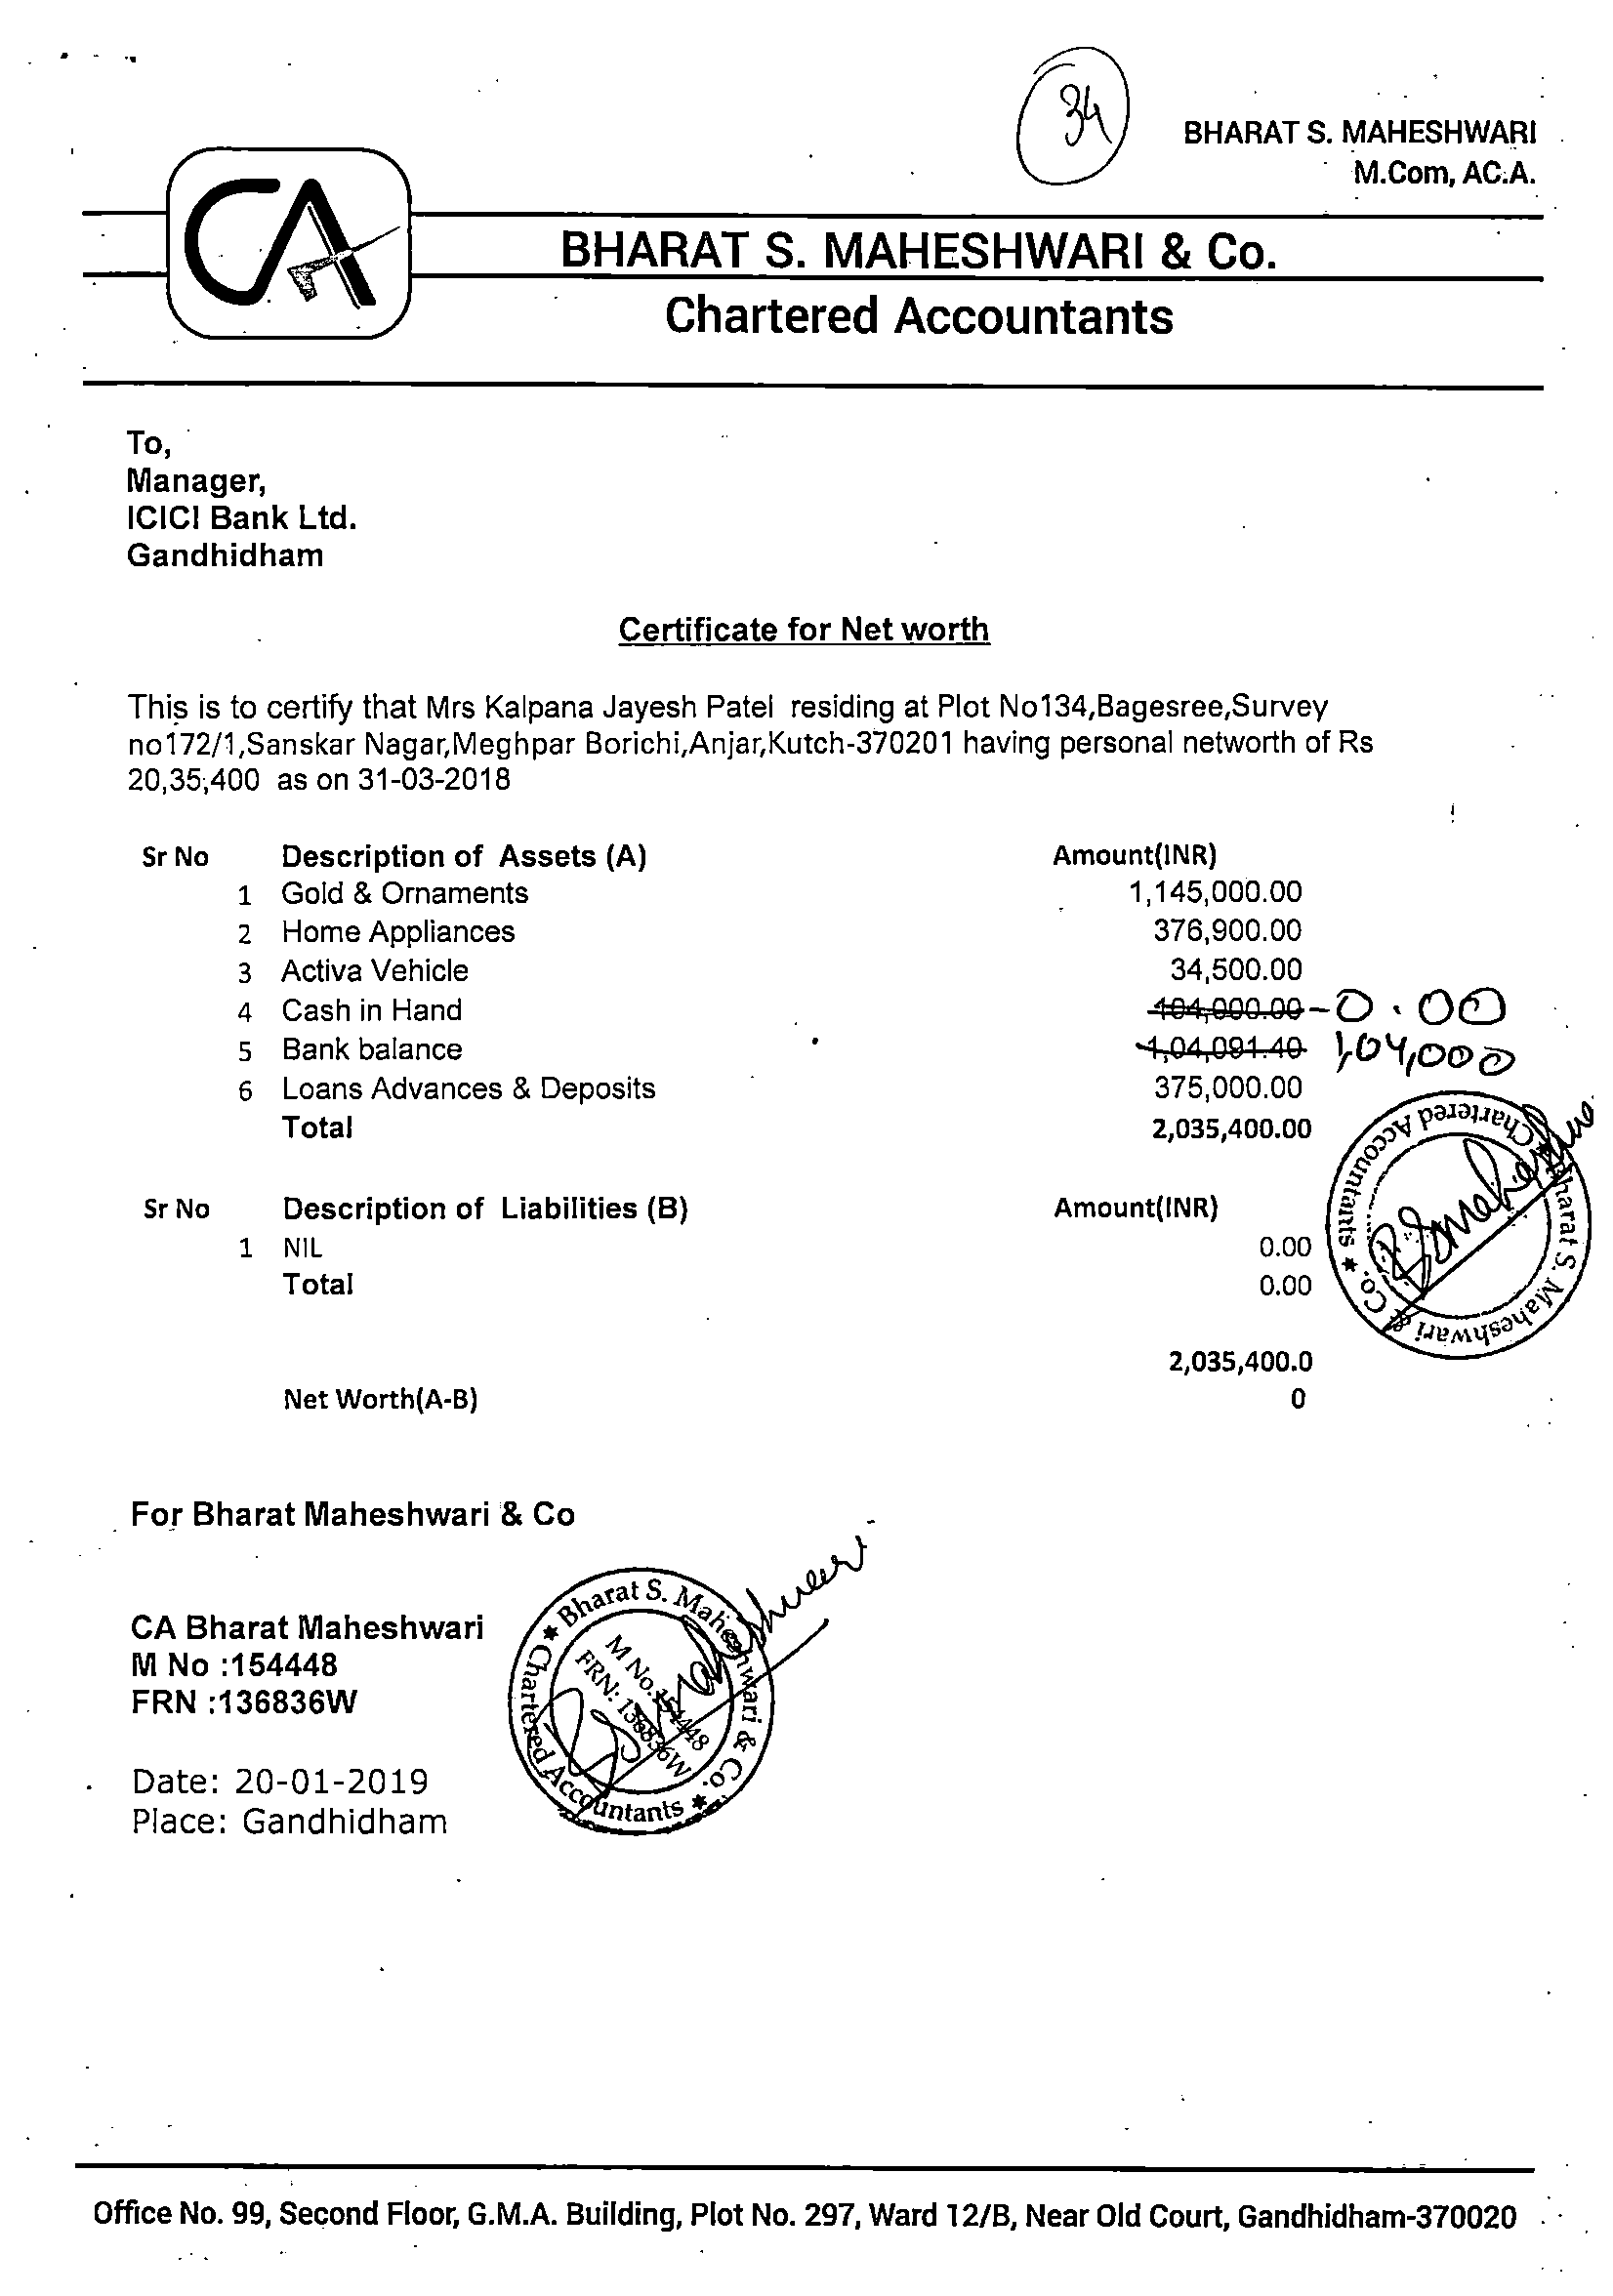 34
BHARAT S. MAHESHWARI
M.Com, AC.A.
CA
BHARAT S. MAHESHWARI & Co.
Chartered Accountants
To,
Manager,
ICICI Bank Ltd.
Gandhidham
Certificate for Net worth
This is to certify that Mrs Kalpana Jayesh Patel residing at Plot No134,Bagesree,Survey
no172/1,Sanskar Nagar,Meghpar Borichi,Anjar,Kutch-370201 having personal networth of Rs
20,35,400 as on 31-03-2018
Sr No Description of Assets (A) Amount(INR)
1 Gold & Ornaments 1,145,000.00
2 Home Appliances 376,900.00
3 Activa Vehicle 34,500.00
4 Cash in Hand 104,000.00 - 0.00
5 Bank balance 1,04,091.40 1,04,000
6 Loans Advances & Deposits 375,000.00
Total 2,035,400.00
Bharat S. Maheshwari & Co. ★ Chartered Accountants ★
Sr No Description of Liabilities (B) Amount(INR)
1 NIL 0.00
Total 0.00
2,035,400.0
Net Worth(A-B) 0
For Bharat Maheshwari & Co
CA Bharat Maheshwari
M No :154448
FRN :136836W
★ Bharat S. Maheshwari & Co. ★ Chartered Accountants
M No. 154448
FRN: 136836W
BSMaheshwari
Date: 20-01-2019
Place: Gandhidham
Office No. 99, Second Floor, G.M.A. Building, Plot No. 297, Ward 12/B, Near Old Court, Gandhidham-370020